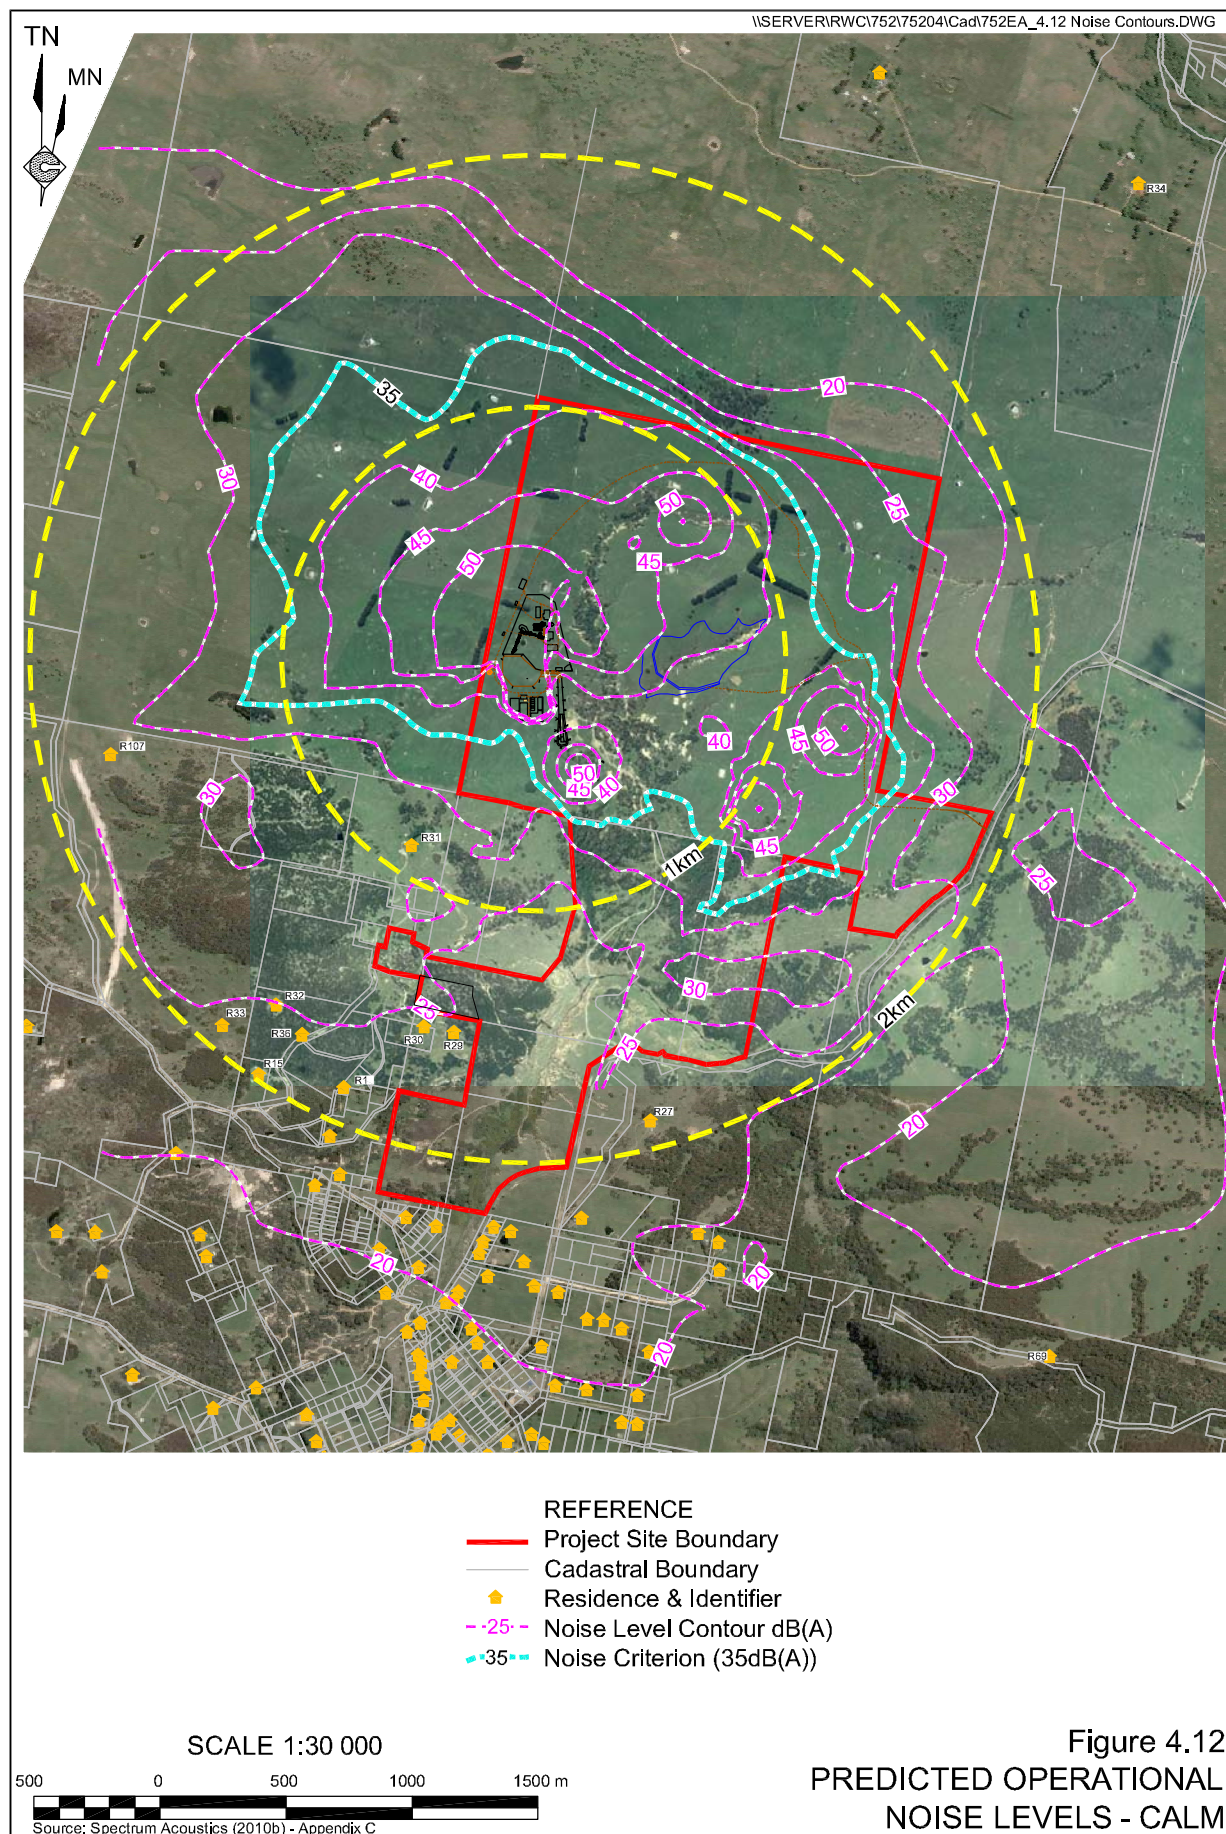 \\SERVER\RWC\752\75204\Cad\752EA_4.12 Noise Contours.DWG
TN
MN
R34
20
35
30
40
25
50
45
50
45
R107
40
45
50
30
50
45
40
30
R31
1km
45
25
30
2km
R32
25
R33
R36
R30
R29
25
R15
R1
R27
20
20
20
20
R69
REFERENCE
Project Site Boundary
Cadastral Boundary
Residence & Identifier
25 Noise Level Contour dB(A)
35 Noise Criterion (35dB(A))
SCALE 1:30 000
500 0 500 1000 1500 m
Source: Spectrum Acoustics (2010b) - Appendix C
Figure 4.12
PREDICTED OPERATIONAL
NOISE LEVELS - CALM